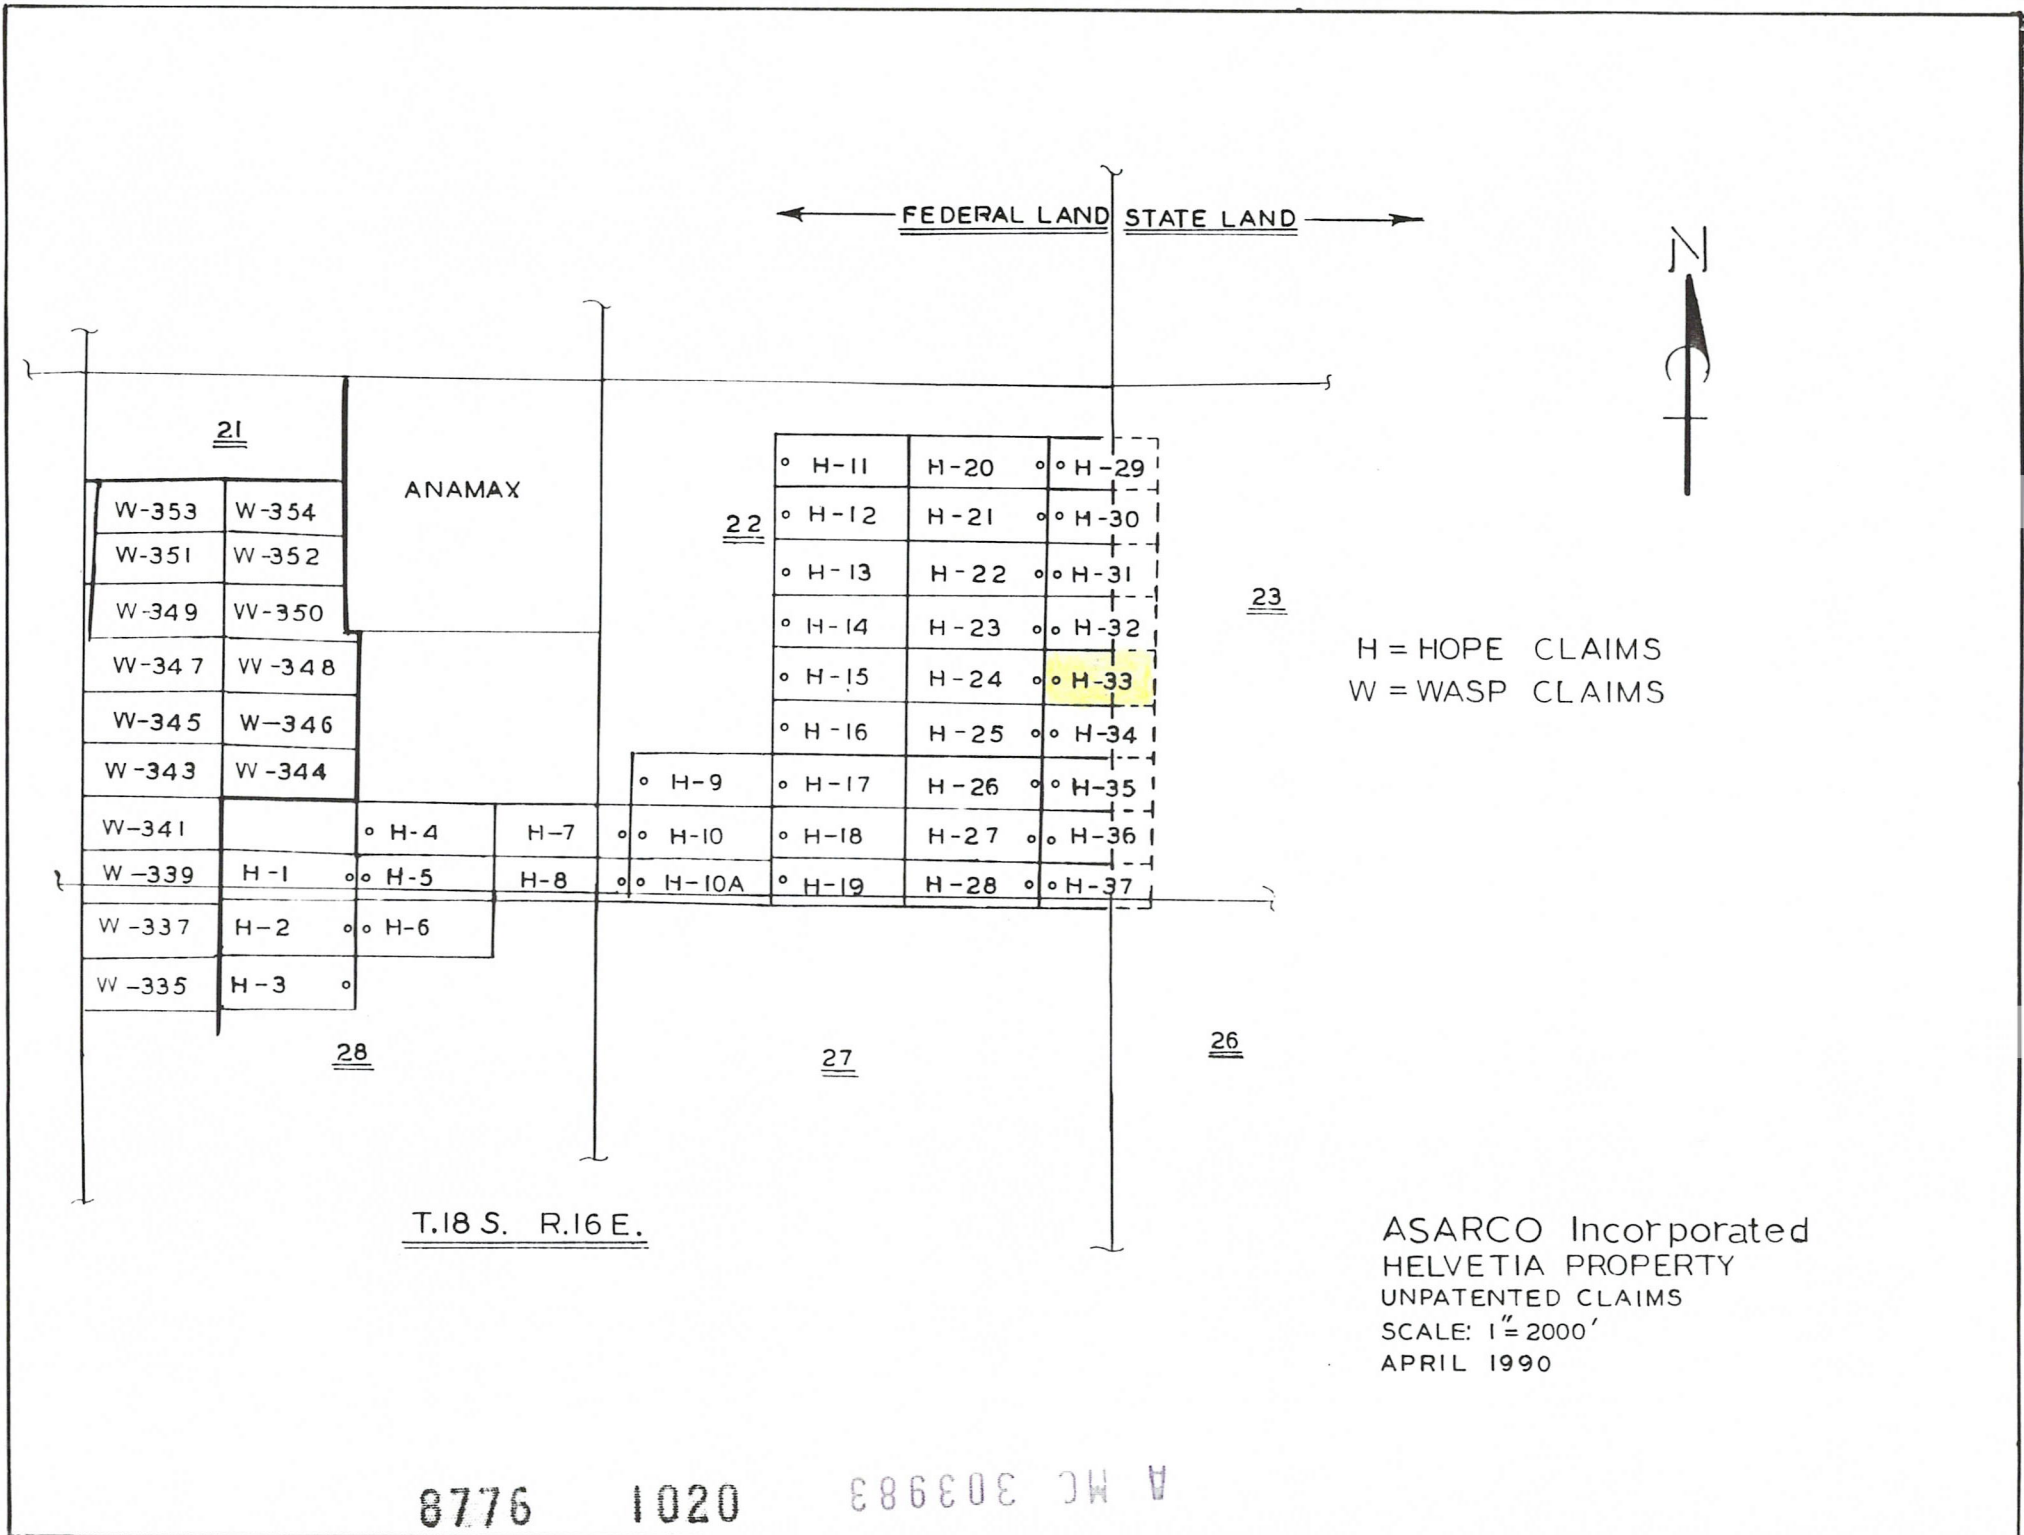 FEDERAL LAND STATE LAND
N
21
ANAMAX
22
23
H-11 H-20 H-29
H-12 H-21 H-30
H-13 H-22 H-31
H-14 H-23 H-32
H-15 H-24 H-33
H-16 H-25 H-34
H-9 H-17 H-26 H-35
H-10 H-18 H-27 H-36
H-10A H-19 H-28 H-37
W-353 W-354
W-351 W-352
W-349 W-350
W-347 W-348
W-345 W-346
W-343 W-344
W-341 H-4 H-7
W-339 H-1 H-5 H-8
W-337 H-2 H-6
W-335 H-3
H = HOPE CLAIMS
W = WASP CLAIMS
28
27
26
T.18 S. R.16 E.
ASARCO Incorporated
HELVETIA PROPERTY
UNPATENTED CLAIMS
SCALE: 1"= 2000'
APRIL 1990
8776 1020
A MC 303983